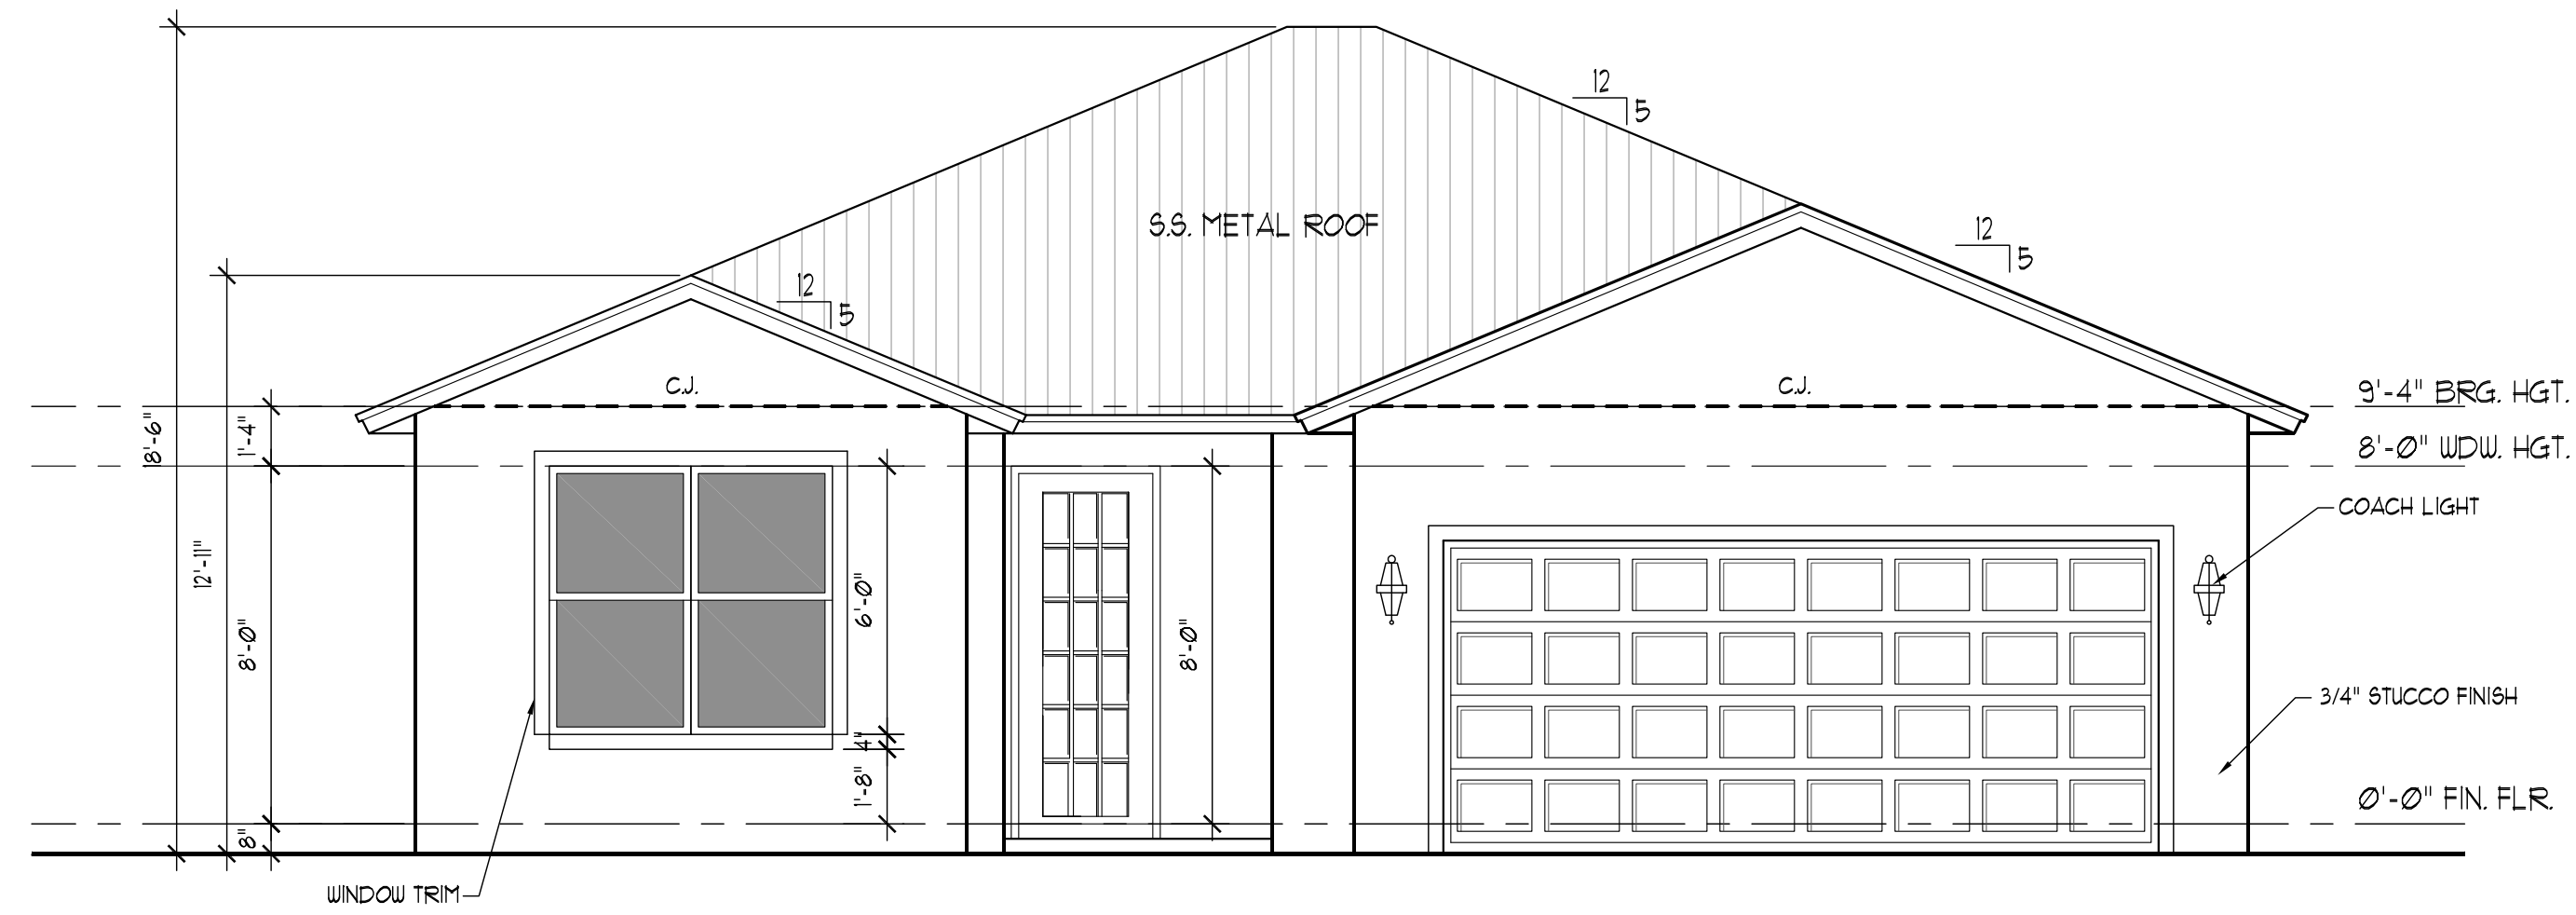 12
5
S.S. METAL ROOF
12
5
12
5
C.J.
C.J.
9'-4" BRG. HGT.
18'-6"
1'-4"
8'-0" WDW. HGT.
COACH LIGHT
12'-11"
6'-0"
8'-0"
8'-0"
3/4" STUCCO FINISH
4"
1'-8"
0'-0" FIN. FLR.
8"
WINDOW TRIM